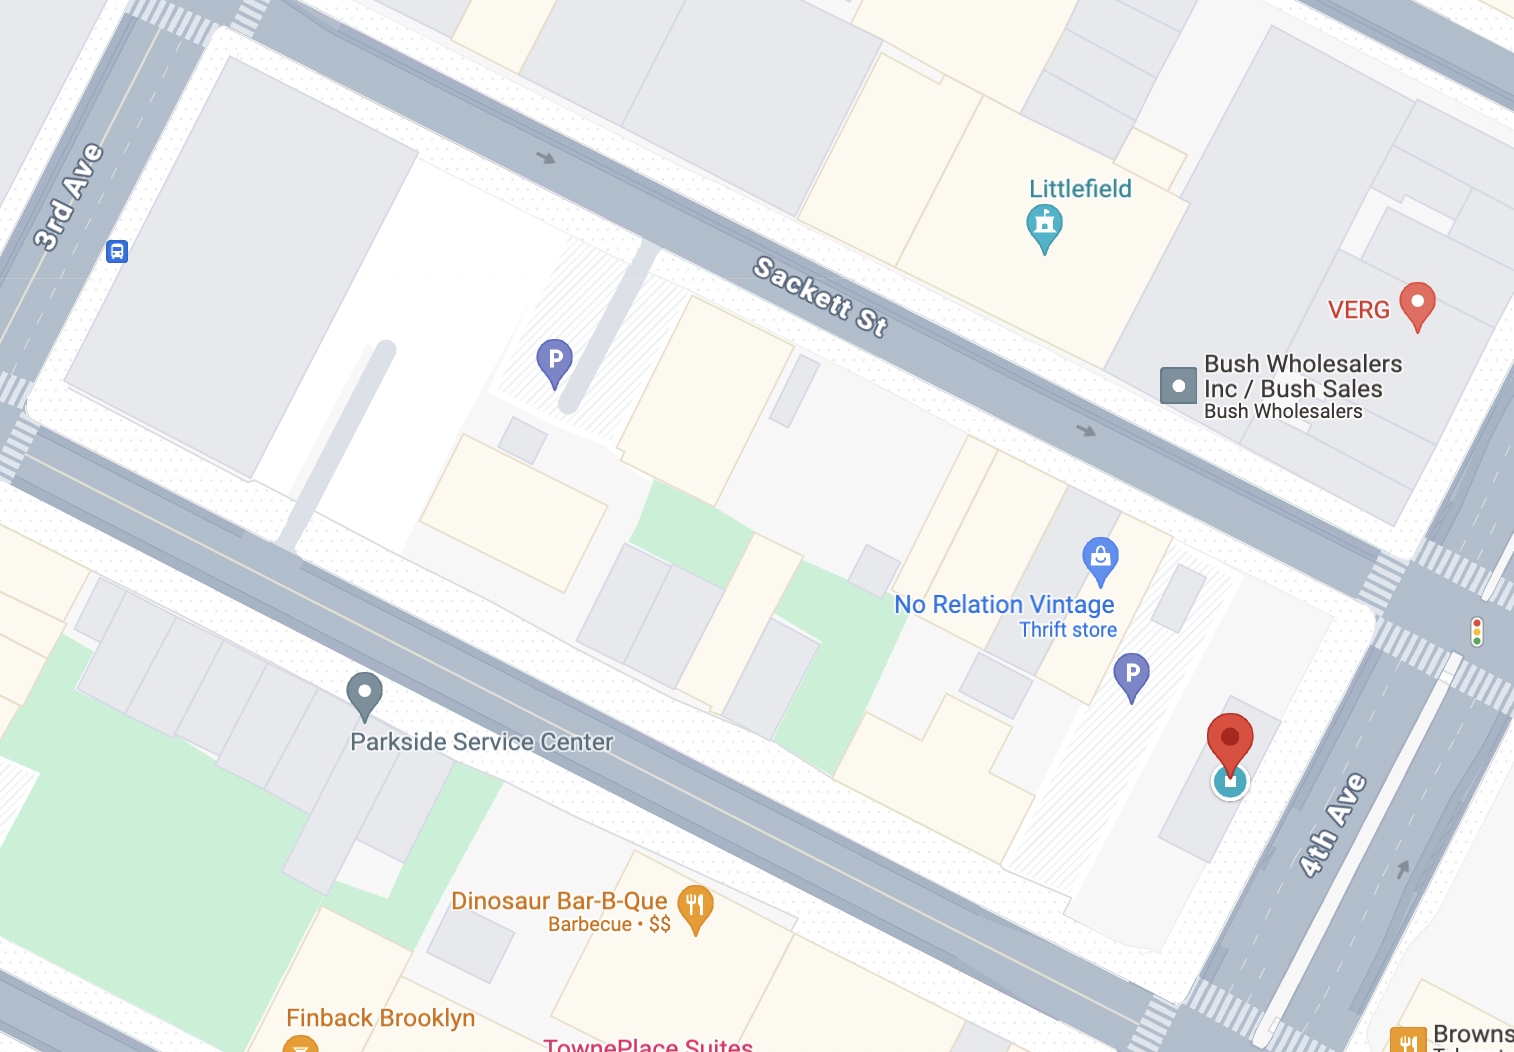 3rd Ave
Littlefield
Sackett St
VERG
Bush Wholesalers
Inc / Bush Sales
Bush Wholesalers
P
No Relation Vintage
Thrift store
P
Parkside Service Center
4th Ave
Dinosaur Bar-B-Que
Barbecue • $$
Finback Brooklyn
TownePlace Suites
Browns